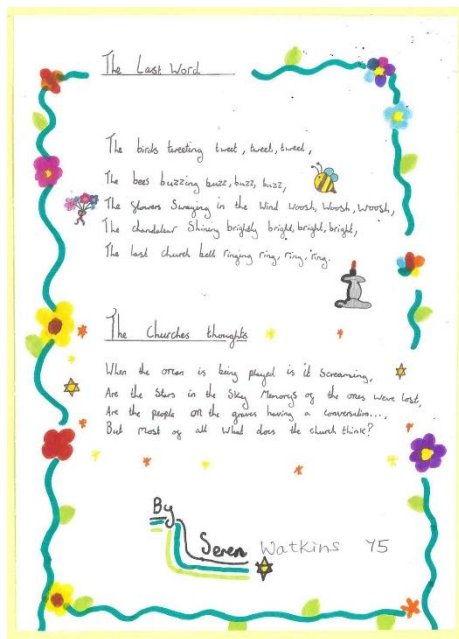 The Last Word
The birds tweeting tweet, tweet, tweet,
The bees buzzing buzz, buzz, buzz,
The flowers Swaying in the Wind woosh, Woosh, woosh,
The chandeleur Shining brightly bright, bright, bright,
The last church bell ringing ring, ring, ring.
The Churches thoughts
When the organ is being played is it Screaming,
Are the Stars in the Sky Memorys of the ones weve lost,
Are the people on the graves having a conversation...,
But Most of all What does the church think?
By
Seren Watkins Y5